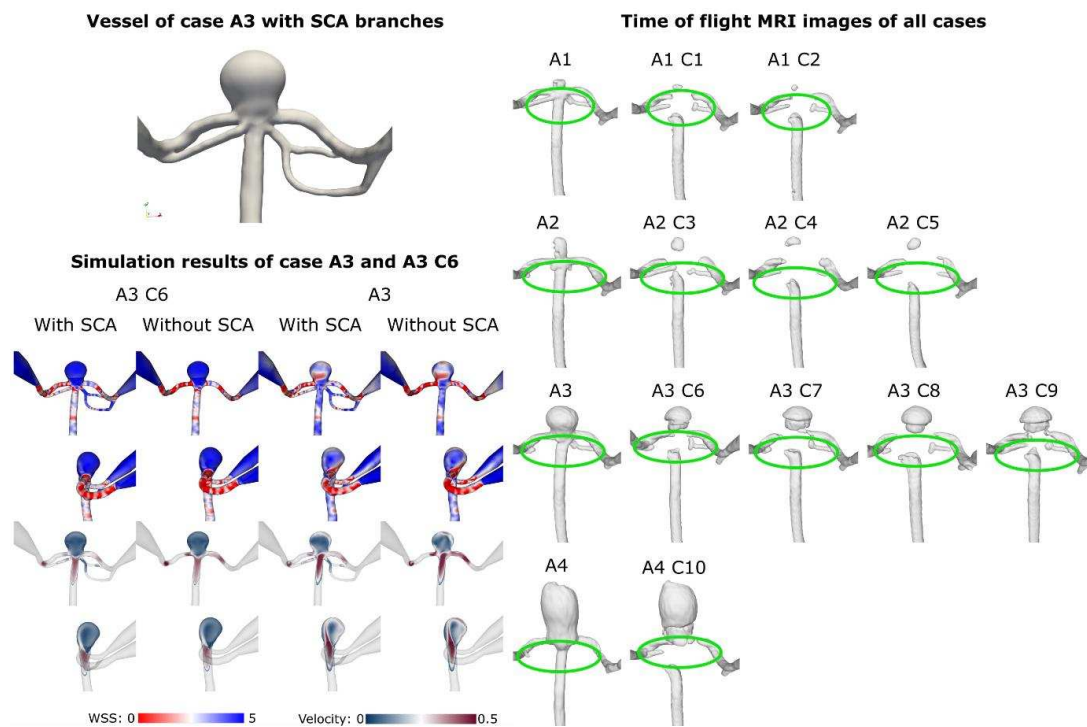 Vessel of case A3 with SCA branches
Simulation results of case A3 and A3 C6
A3 C6 A3
With SCA Without SCA With SCA Without SCA
WSS: 0 5 Velocity: 0 0.5
Time of flight MRI images of all cases
A1 A1 C1 A1 C2
A2 A2 C3 A2 C4 A2 C5
A3 A3 C6 A3 C7 A3 C8 A3 C9
A4 A4 C10